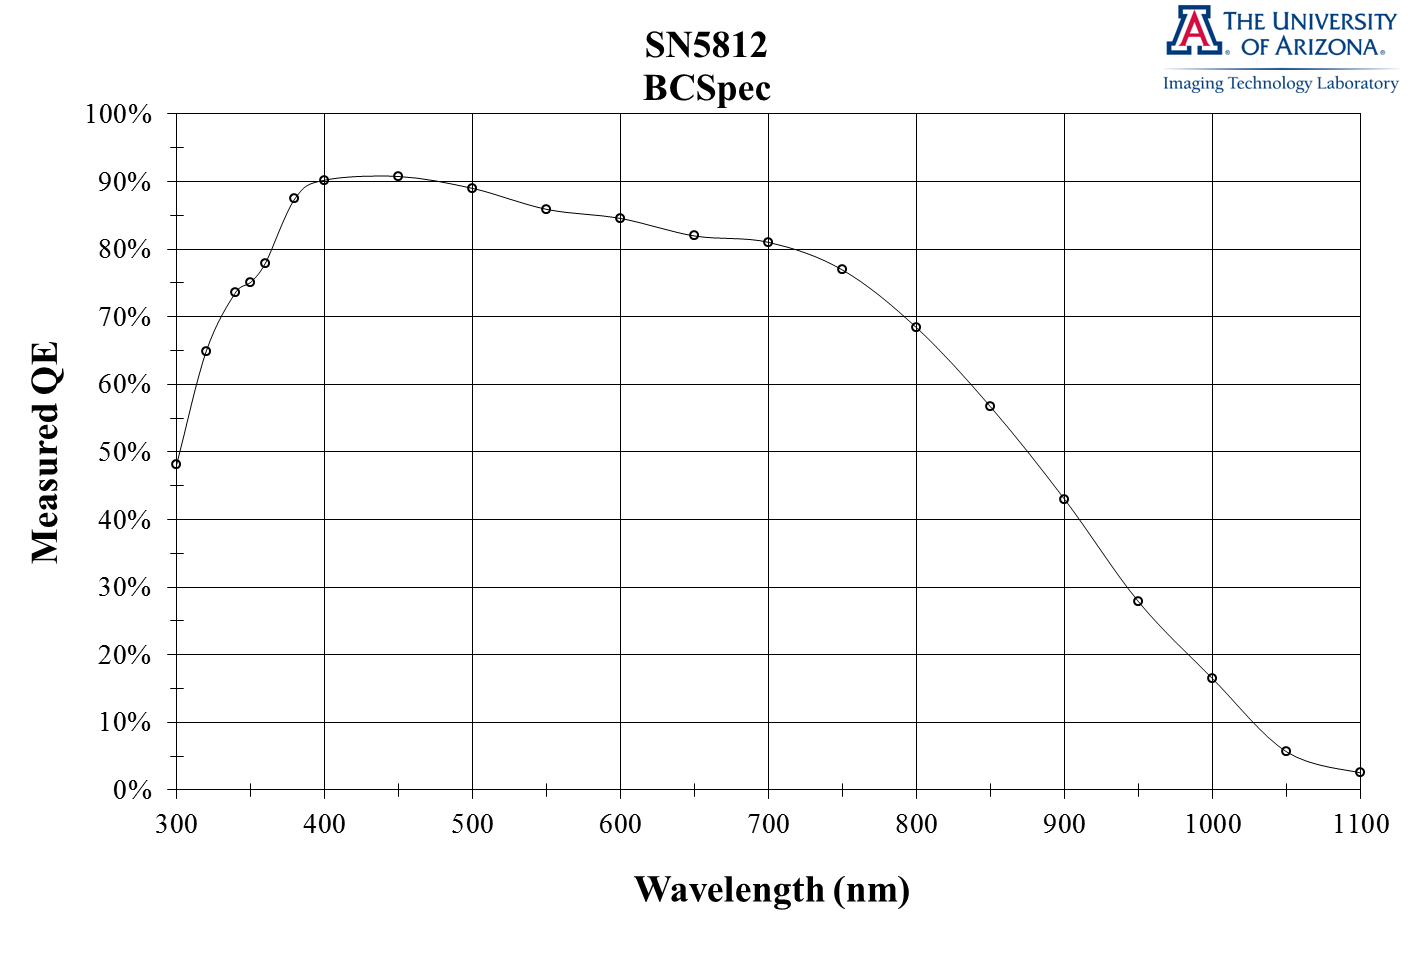 THE UNIVERSITY
OF ARIZONA®
Imaging Technology Laboratory
SN5812
BCSpec
100%
90%
80%
70%
60%
50%
40%
30%
20%
10%
0%
Measured QE
300 400 500 600 700 800 900 1000 1100
Wavelength (nm)